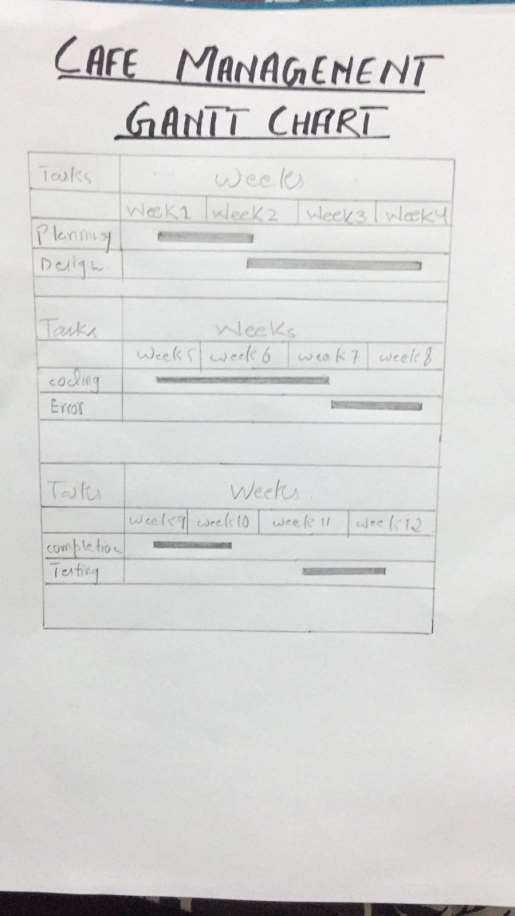 CAFE MANAGEMENT
GANTT CHART
Tasks Weeks
Week1 Week2 Week3 Week4
Planning
Design
Tasks Weeks
Week5 week6 week7 week8
coding
Error
Tasks Weeks
week9 week10 week11 week12
completion
Testing